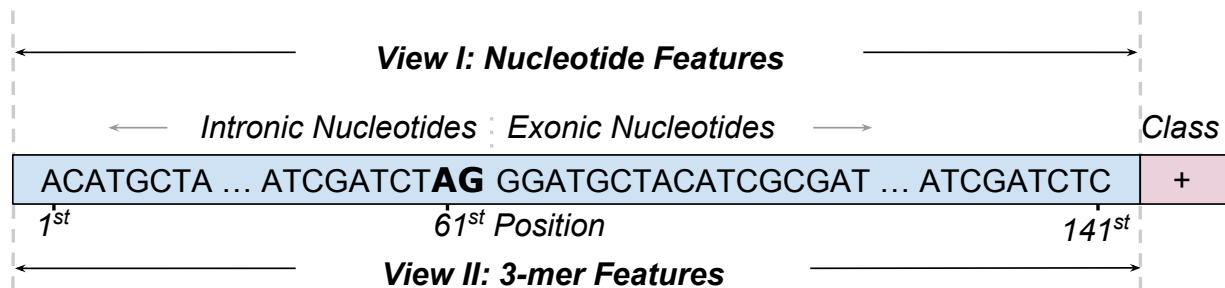 View I: Nucleotide Features
Intronic Nucleotides Exonic Nucleotides Class
ACATGCTA ... ATCGATCTAG GGATGCTACATCGCGAT ... ATCGATCTC +
1st 61st Position 141st
View II: 3-mer Features